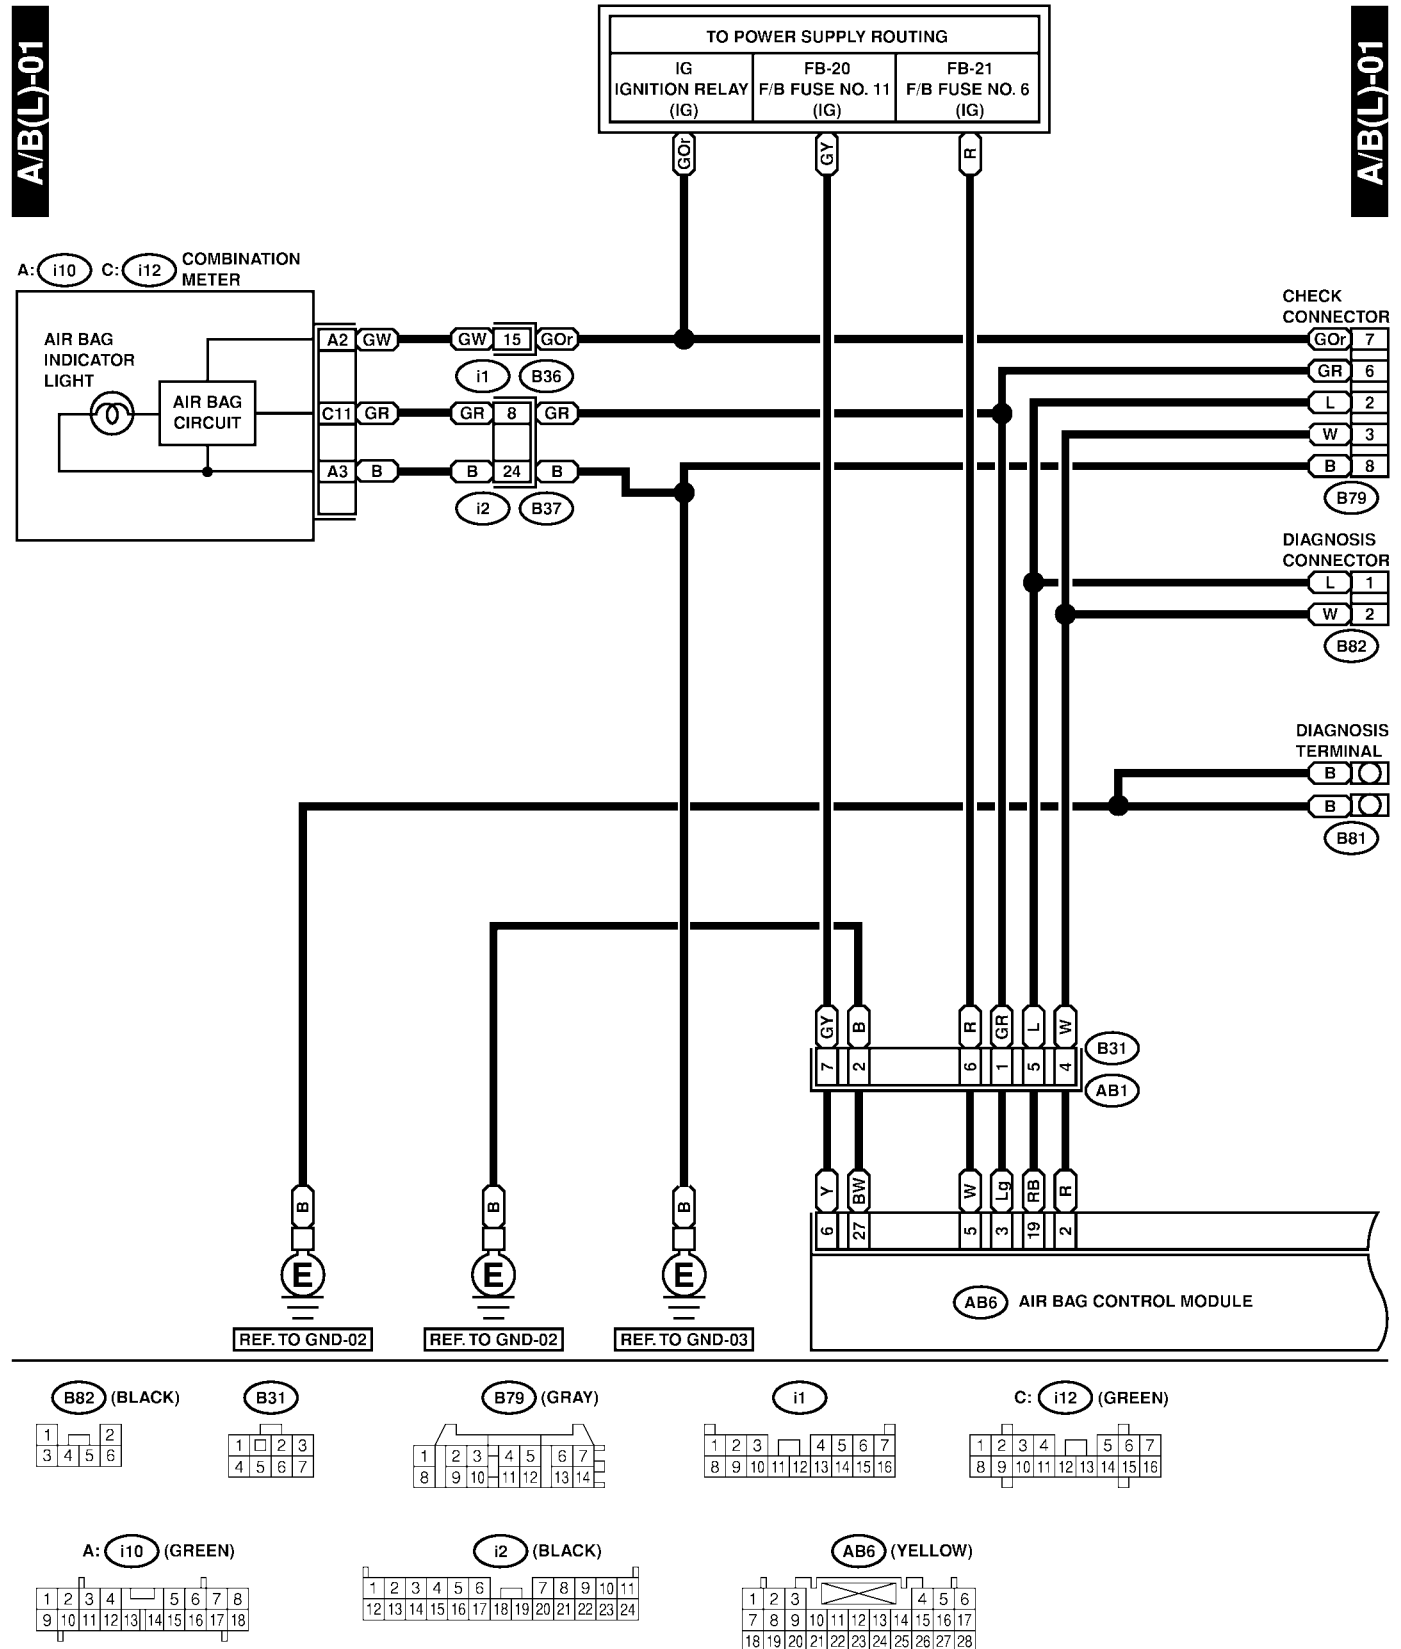 A/B(L)-01
A/B(L)-01
TO POWER SUPPLY ROUTING
IG
IGNITION RELAY
(IG)
FB-20
F/B FUSE NO. 11
(IG)
FB-21
F/B FUSE NO. 6
(IG)
GOr
GY
R
A: i10 C: i12 COMBINATION
METER
AIR BAG
INDICATOR
LIGHT
AIR BAG
CIRCUIT
A2 GW GW 15 GOr
i1 B36
C11 GR GR 8 GR
A3 B B 24 B
i2 B37
CHECK
CONNECTOR
GOr 7
GR 6
L 2
W 3
B 8
B79
DIAGNOSIS
CONNECTOR
L 1
W 2
B82
DIAGNOSIS
TERMINAL
B
B
B81
GY B R GR L W
7 2 6 1 5 4
B31
AB1
Y BW W Lg RB R
6 27 5 3 19 2
AB6 AIR BAG CONTROL MODULE
B B B
E E E
REF. TO GND-02 REF. TO GND-02 REF. TO GND-03
B82 (BLACK)
1 2
3 4 5 6
B31
1 2 3
4 5 6 7
B79 (GRAY)
1 2 3 4 5 6 7
8 9 10 11 12 13 14
i1
1 2 3 4 5 6 7
8 9 10 11 12 13 14 15 16
C: i12 (GREEN)
1 2 3 4 5 6 7
8 9 10 11 12 13 14 15 16
A: i10 (GREEN)
1 2 3 4 5 6 7 8
9 10 11 12 13 14 15 16 17 18
i2 (BLACK)
1 2 3 4 5 6 7 8 9 10 11
12 13 14 15 16 17 18 19 20 21 22 23 24
AB6 (YELLOW)
1 2 3 4 5 6
7 8 9 10 11 12 13 14 15 16 17
18 19 20 21 22 23 24 25 26 27 28